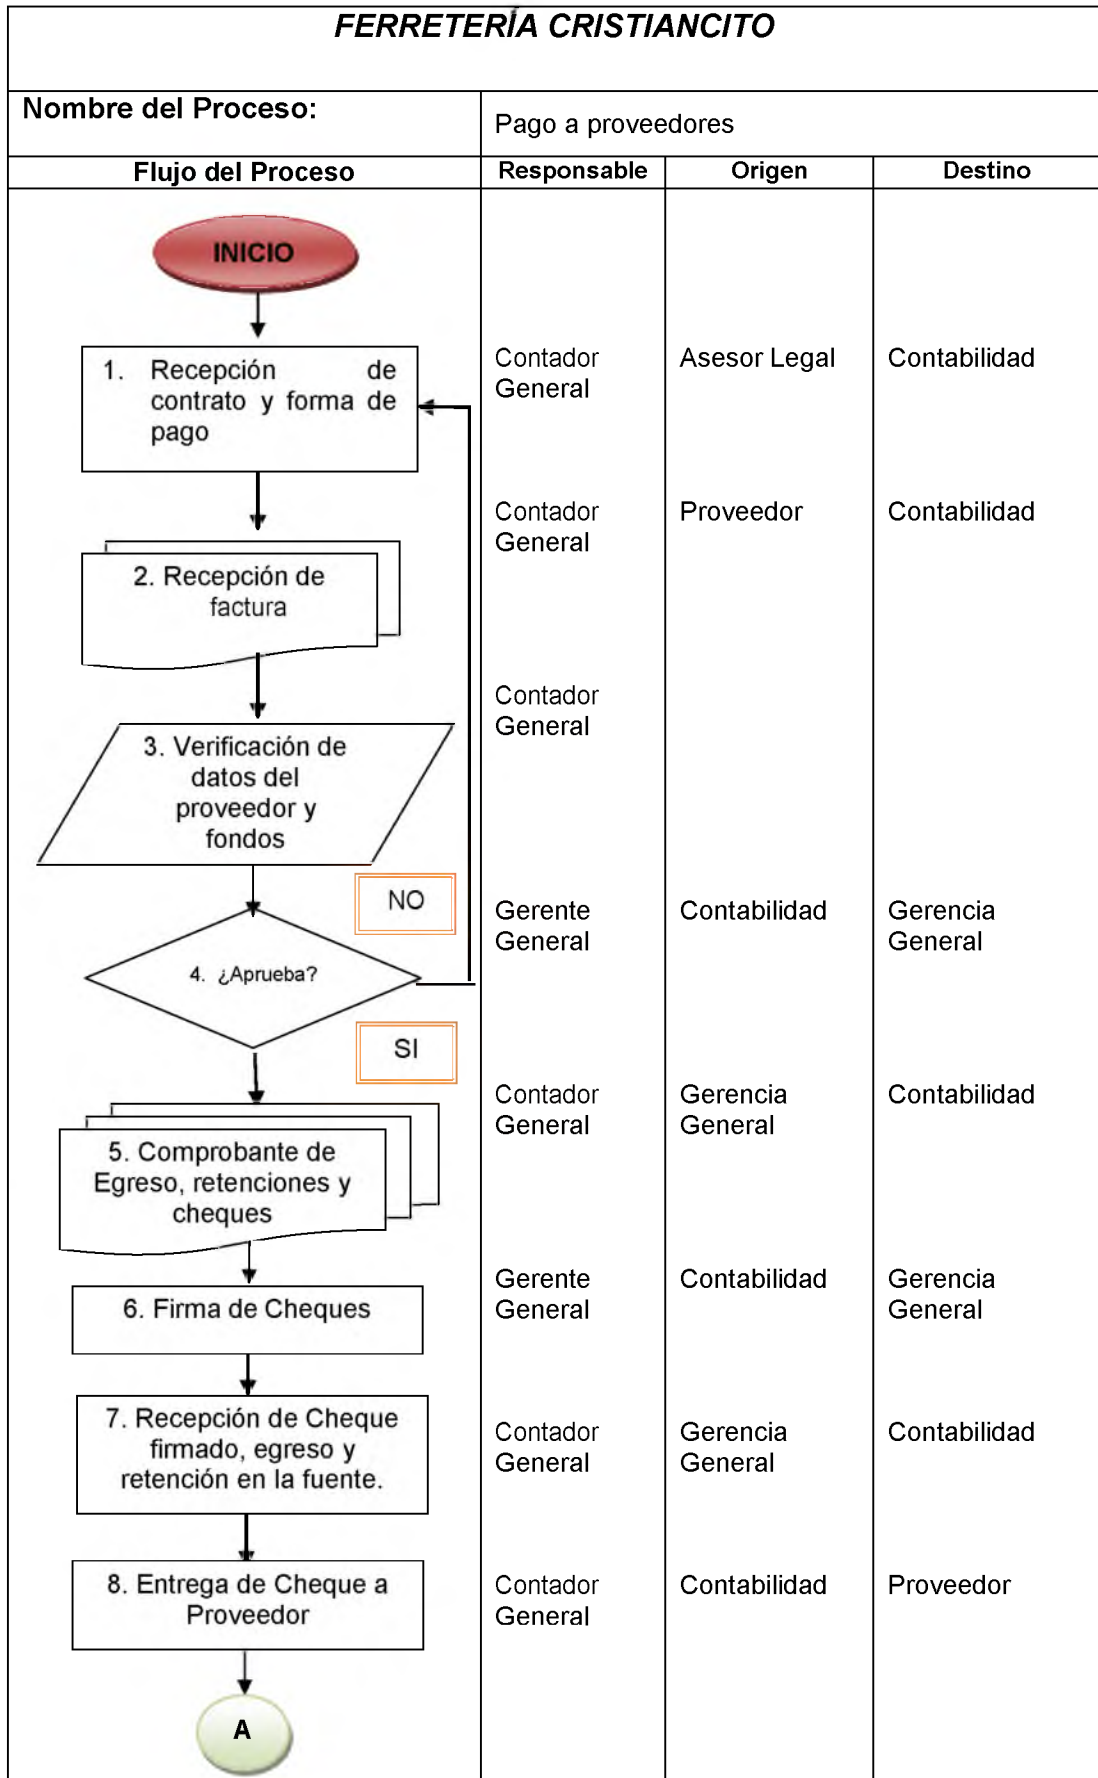 FERRETERÍA CRISTIANCITO
Nombre del Proceso:
Pago a proveedores
Flujo del Proceso
Responsable
Origen
Destino
INICIO
1. Recepción de
contrato y forma de
pago
Contador
General
Asesor Legal
Contabilidad
2. Recepción de
factura
Contador
General
Proveedor
Contabilidad
3. Verificación de
datos del
proveedor y
fondos
Contador
General
NO
4. ¿Aprueba?
Gerente
General
Contabilidad
Gerencia
General
SI
5. Comprobante de
Egreso, retenciones y
cheques
Contador
General
Gerencia
General
Contabilidad
6. Firma de Cheques
Gerente
General
Contabilidad
Gerencia
General
7. Recepción de Cheque
firmado, egreso y
retención en la fuente.
Contador
General
Gerencia
General
Contabilidad
8. Entrega de Cheque a
Proveedor
Contador
General
Contabilidad
Proveedor
A